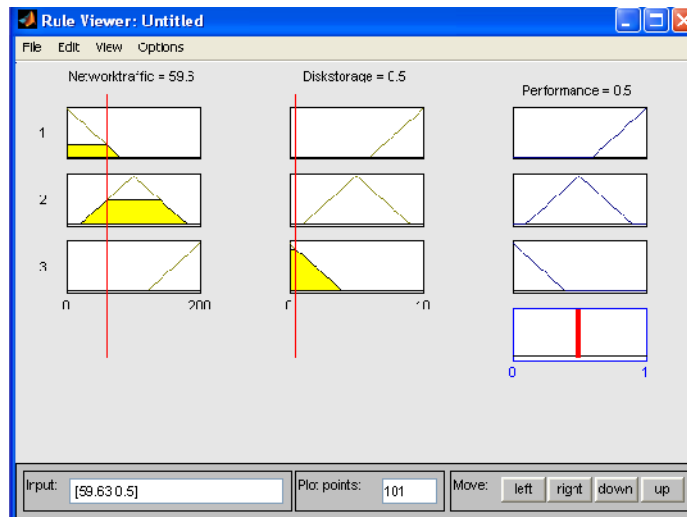 Rule Viewer: Untitled
File Edit View Options
Networktraffic = 59.6 Diskstorage = 0.5 Performance = 0.5
1
2
3
0 200 0 10
0 1
Input: [59.63 0.5] Plot points: 101 Move: left right down up